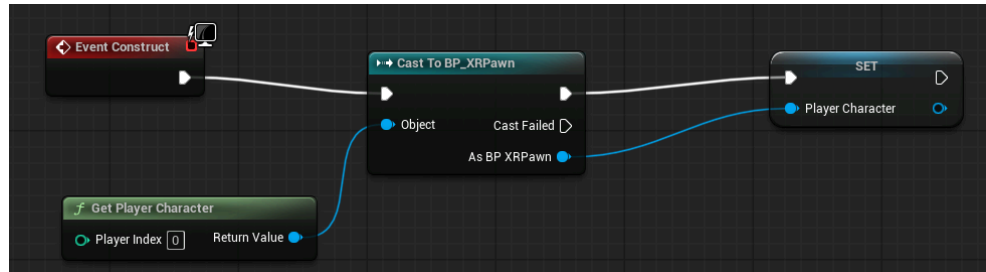 Event Construct
Cast To BP_XRPawn
SET
Object
Cast Failed
Player Character
As BP XRPawn
f Get Player Character
Player Index 0
Return Value